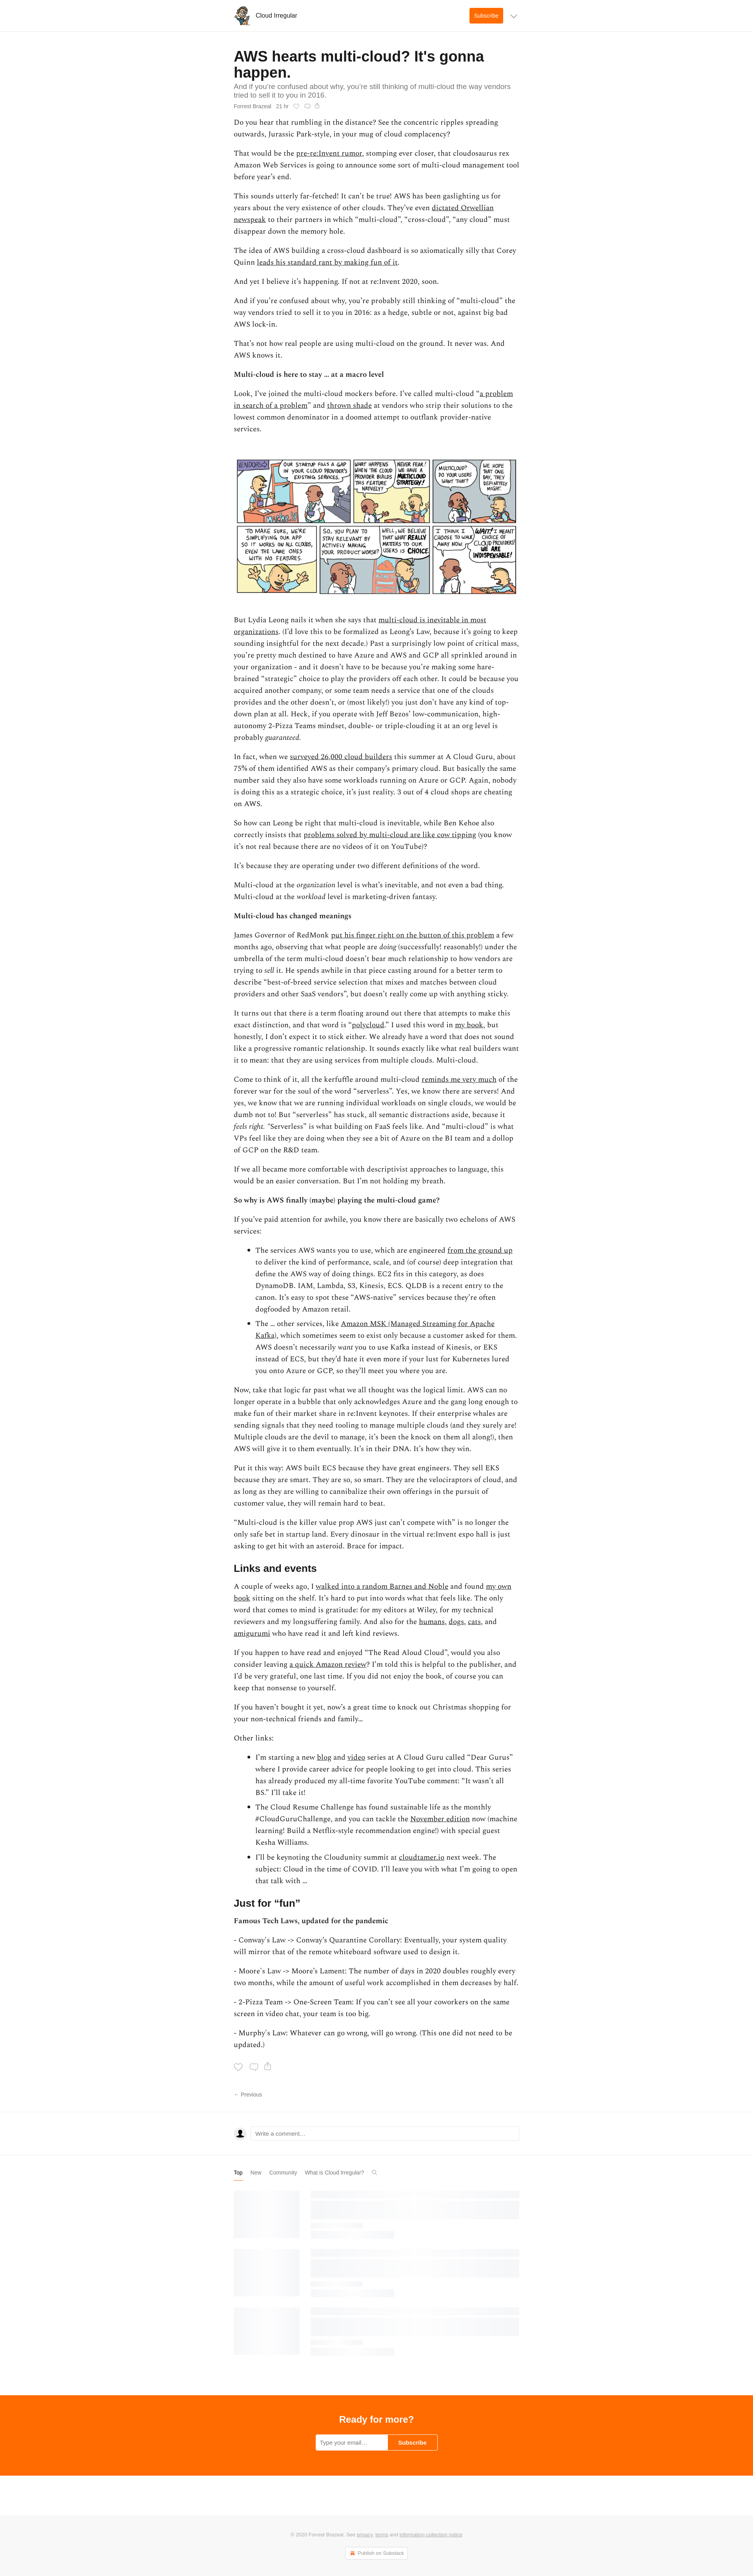 Cloud Irregular
Subscribe
AWS hearts multi-cloud? It's gonna
happen.
And if you're confused about why, you're still thinking of multi-cloud the way vendors
tried to sell it to you in 2016.
Forrest Brazeal 21 hr
Do you hear that rumbling in the distance? See the concentric ripples spreading
outwards, Jurassic Park-style, in your mug of cloud complacency?
That would be the pre-re:Invent rumor, stomping ever closer, that cloudosaurus rex
Amazon Web Services is going to announce some sort of multi-cloud management tool
before year's end.
This sounds utterly far-fetched! It can't be true! AWS has been gaslighting us for
years about the very existence of other clouds. They've even dictated Orwellian
newspeak to their partners in which "multi-cloud", "cross-cloud", "any cloud" must
disappear down the memory hole.
The idea of AWS building a cross-cloud dashboard is so axiomatically silly that Corey
Quinn leads his standard rant by making fun of it.
And yet I believe it's happening. If not at re:Invent 2020, soon.
And if you're confused about why, you're probably still thinking of "multi-cloud" the
way vendors tried to sell it to you in 2016: as a hedge, subtle or not, against big bad
AWS lock-in.
That's not how real people are using multi-cloud on the ground. It never was. And
AWS knows it.
Multi-cloud is here to stay ... at a macro level
Look, I've joined the multi-cloud mockers before. I've called multi-cloud "a problem
in search of a problem" and thrown shade at vendors who strip their solutions to the
lowest common denominator in a doomed attempt to outflank provider-native
services.
VENDORS
OUR STARTUP FILLS A GAP
IN YOUR CLOUD PROVIDER'S
EXISTING SERVICES.
WHAT HAPPENS
WHEN THE CLOUD
PROVIDER BUILDS
THIS FEATURE
NATIVELY?
NEVER FEAR!
WE HAVE A
MULTICLOUD
STRATEGY!
MULTICLOUD?
DO YOUR USERS
WANT THAT?
WE HOPE
THAT ONE
DAY, THEY
DEFINITELY
MIGHT.
TO MAKE SURE, WE'RE
SIMPLIFYING OUR APP
SO IT WORKS ON ALL CLOUDS,
EVEN THE LAME ONES
WITH NO FEATURES.
SO, YOU PLAN TO
STAY RELEVANT BY
ACTIVELY MAKING
YOUR PRODUCT WORSE?
WE BELIEVE
THAT WHAT REALLY
MATTERS TO OUR
USERS IS CHOICE.
I THINK I
CHOOSE TO
WALK AWAY
NOW.
WAIT! I MEANT
CHOICE OF
CLOUD PROVIDERS!
WE ARE
INDISPENSABLE!
But Lydia Leong nails it when she says that multi-cloud is inevitable in most
organizations. (I'd love this to be formalized as Leong's Law, because it's going to keep
sounding insightful for the next decade.) Past a surprisingly low point of critical mass,
you're pretty much destined to have Azure and AWS and GCP all sprinkled around in
your organization - and it doesn't have to be because you're making some hare-
brained "strategic" choice to play the providers off each other. It could be because you
acquired another company, or some team needs a service that one of the clouds
provides and the other doesn't, or (most likely!) you just don't have any kind of top-
down plan at all. Heck, if you operate with Jeff Bezos' low-communication, high-
autonomy 2-Pizza Teams mindset, double- or triple-clouding it at an org level is
probably guaranteed.
In fact, when we surveyed 26,000 cloud builders this summer at A Cloud Guru, about
75% of them identified AWS as their company's primary cloud. But basically the same
number said they also have some workloads running on Azure or GCP. Again, nobody
is doing this as a strategic choice, it's just reality. 3 out of 4 cloud shops are cheating
on AWS.
So how can Leong be right that multi-cloud is inevitable, while Ben Kehoe also
correctly insists that problems solved by multi-cloud are like cow tipping (you know
it's not real because there are no videos of it on YouTube)?
It's because they are operating under two different definitions of the word.
Multi-cloud at the organization level is what's inevitable, and not even a bad thing.
Multi-cloud at the workload level is marketing-driven fantasy.
Multi-cloud has changed meanings
James Governor of RedMonk put his finger right on the button of this problem a few
months ago, observing that what people are doing (successfully! reasonably!) under the
umbrella of the term multi-cloud doesn't bear much relationship to how vendors are
trying to sell it. He spends awhile in that piece casting around for a better term to
describe "best-of-breed service selection that mixes and matches between cloud
providers and other SaaS vendors", but doesn't really come up with anything sticky.
It turns out that there is a term floating around out there that attempts to make this
exact distinction, and that word is "polycloud." I used this word in my book, but
honestly, I don't expect it to stick either. We already have a word that does not sound
like a progressive romantic relationship. It sounds exactly like what real builders want
it to mean: that they are using services from multiple clouds. Multi-cloud.
Come to think of it, all the kerfuffle around multi-cloud reminds me very much of the
forever war for the soul of the word "serverless". Yes, we know there are servers! And
yes, we know that we are running individual workloads on single clouds, we would be
dumb not to! But "serverless" has stuck, all semantic distractions aside, because it
feels right. "Serverless" is what building on FaaS feels like. And "multi-cloud" is what
VPs feel like they are doing when they see a bit of Azure on the BI team and a dollop
of GCP on the R&D team.
If we all became more comfortable with descriptivist approaches to language, this
would be an easier conversation. But I'm not holding my breath.
So why is AWS finally (maybe) playing the multi-cloud game?
If you've paid attention for awhile, you know there are basically two echelons of AWS
services:
• The services AWS wants you to use, which are engineered from the ground up
to deliver the kind of performance, scale, and (of course) deep integration that
define the AWS way of doing things. EC2 fits in this category, as does
DynamoDB. IAM, Lambda, S3, Kinesis, ECS. QLDB is a recent entry to the
canon. It's easy to spot these "AWS-native" services because they're often
dogfooded by Amazon retail.
• The ... other services, like Amazon MSK (Managed Streaming for Apache
Kafka), which sometimes seem to exist only because a customer asked for them.
AWS doesn't necessarily want you to use Kafka instead of Kinesis, or EKS
instead of ECS, but they'd hate it even more if your lust for Kubernetes lured
you onto Azure or GCP, so they'll meet you where you are.
Now, take that logic far past what we all thought was the logical limit. AWS can no
longer operate in a bubble that only acknowledges Azure and the gang long enough to
make fun of their market share in re:Invent keynotes. If their enterprise whales are
sending signals that they need tooling to manage multiple clouds (and they surely are!
Multiple clouds are the devil to manage, it's been the knock on them all along!), then
AWS will give it to them eventually. It's in their DNA. It's how they win.
Put it this way: AWS built ECS because they have great engineers. They sell EKS
because they are smart. They are so, so smart. They are the velociraptors of cloud, and
as long as they are willing to cannibalize their own offerings in the pursuit of
customer value, they will remain hard to beat.
"Multi-cloud is the killer value prop AWS just can't compete with" is no longer the
only safe bet in startup land. Every dinosaur in the virtual re:Invent expo hall is just
asking to get hit with an asteroid. Brace for impact.
Links and events
A couple of weeks ago, I walked into a random Barnes and Noble and found my own
book sitting on the shelf. It's hard to put into words what that feels like. The only
word that comes to mind is gratitude: for my editors at Wiley, for my technical
reviewers and my longsuffering family. And also for the humans, dogs, cats, and
amigurumi who have read it and left kind reviews.
If you happen to have read and enjoyed "The Read Aloud Cloud", would you also
consider leaving a quick Amazon review? I'm told this is helpful to the publisher, and
I'd be very grateful, one last time. If you did not enjoy the book, of course you can
keep that nonsense to yourself.
If you haven't bought it yet, now's a great time to knock out Christmas shopping for
your non-technical friends and family...
Other links:
• I'm starting a new blog and video series at A Cloud Guru called "Dear Gurus"
where I provide career advice for people looking to get into cloud. This series
has already produced my all-time favorite YouTube comment: "It wasn't all
BS." I'll take it!
• The Cloud Resume Challenge has found sustainable life as the monthly
#CloudGuruChallenge, and you can tackle the November edition now (machine
learning! Build a Netflix-style recommendation engine!) with special guest
Kesha Williams.
• I'll be keynoting the Cloudunity summit at cloudtamer.io next week. The
subject: Cloud in the time of COVID. I'll leave you with what I'm going to open
that talk with ...
Just for "fun"
Famous Tech Laws, updated for the pandemic
- Conway's Law -> Conway's Quarantine Corollary: Eventually, your system quality
will mirror that of the remote whiteboard software used to design it.
- Moore's Law -> Moore's Lament: The number of days in 2020 doubles roughly every
two months, while the amount of useful work accomplished in them decreases by half.
- 2-Pizza Team -> One-Screen Team: If you can't see all your coworkers on the same
screen in video chat, your team is too big.
- Murphy's Law: Whatever can go wrong, will go wrong. (This one did not need to be
updated.)
← Previous
Write a comment…
Top New Community What is Cloud Irregular?
Ready for more?
Type your email…
Subscribe
© 2020 Forrest Brazeal. See privacy, terms and information collection notice
Publish on Substack